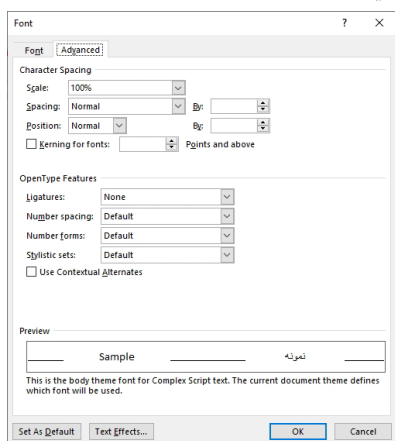 Font ? ×
Font Advanced
Character Spacing
Scale: 100%
Spacing: Normal By:
Position: Normal By:
Kerning for fonts: Points and above
OpenType Features
Ligatures: None
Number spacing: Default
Number forms: Default
Stylistic sets: Default
Use Contextual Alternates
Preview
Sample نمونه
This is the body theme font for Complex Script text. The current document theme defines
which font will be used.
Set As Default Text Effects... OK Cancel